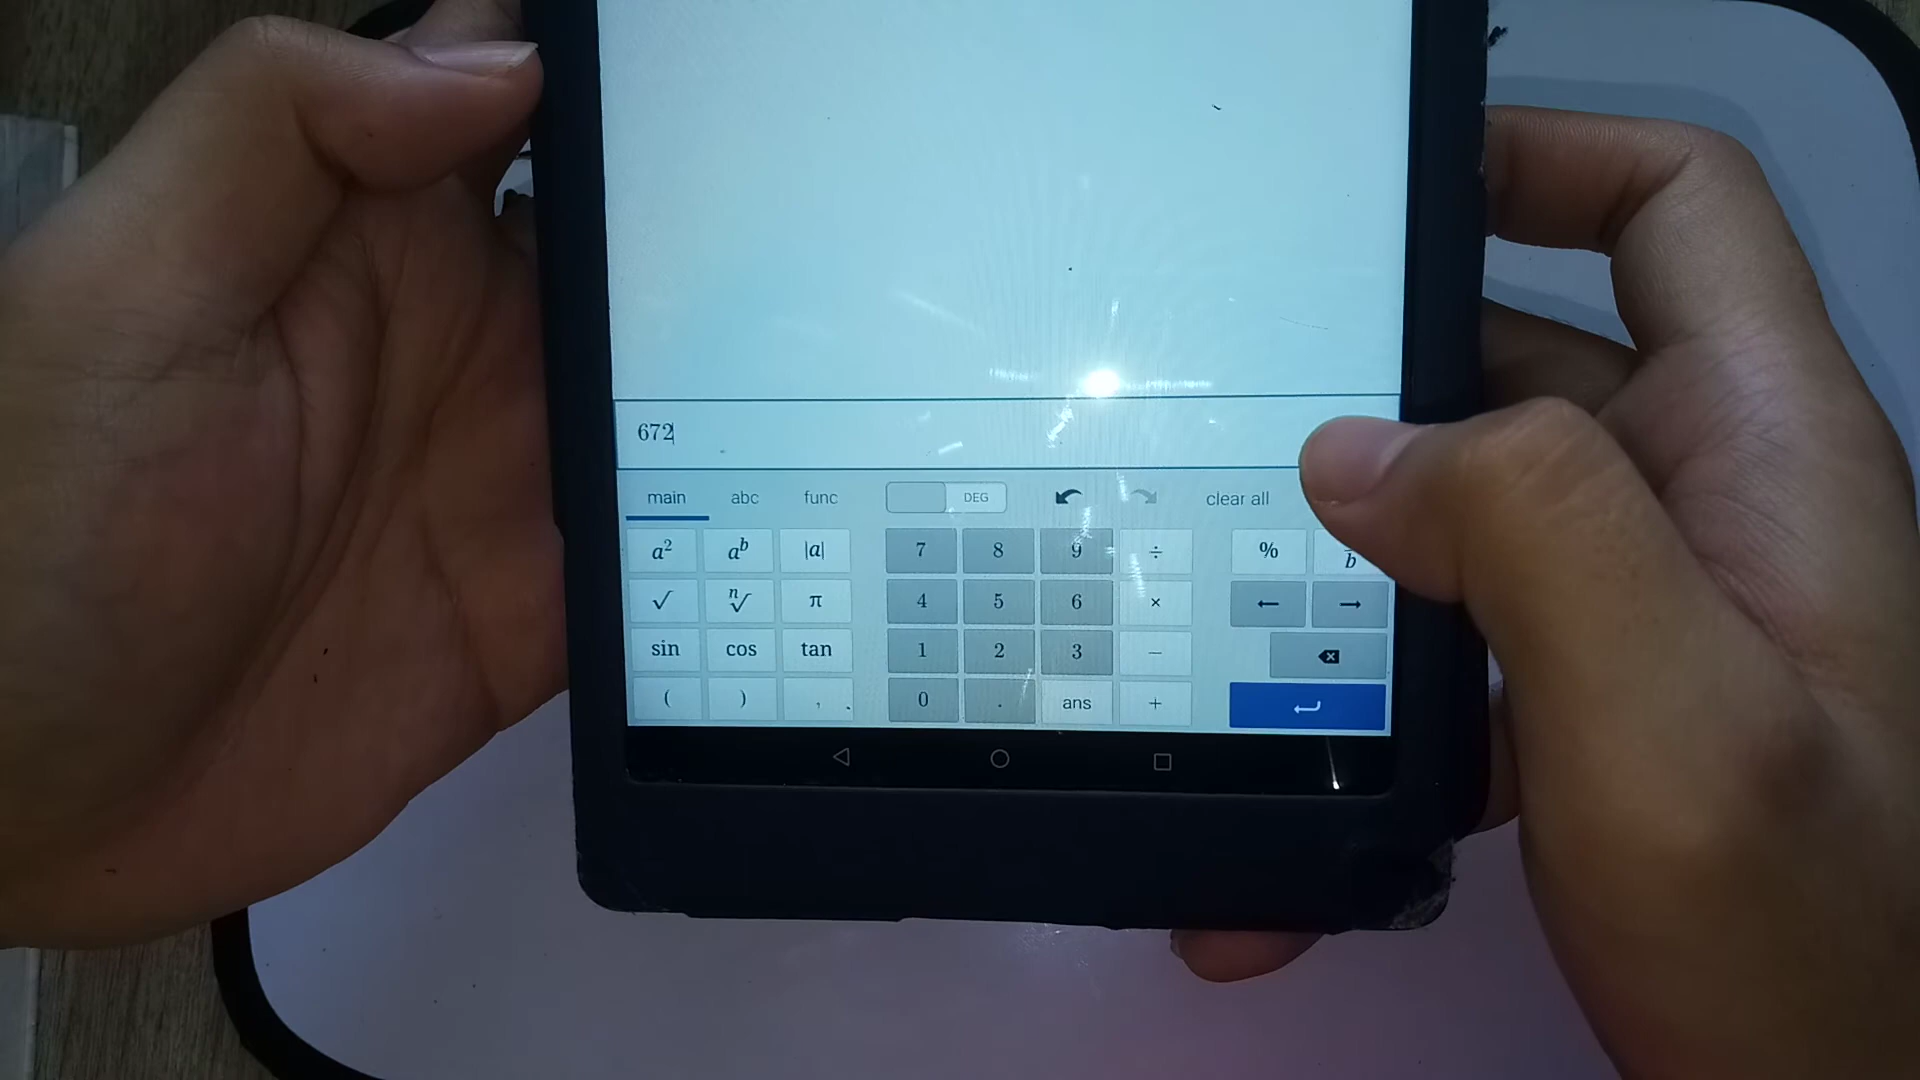 672
main abc func DEG clear all
a² aᵇ |a| 7 8 9 ÷ % b
√ ⁿ√ π 4 5 6 × ← →
sin cos tan 1 2 3 −
( ) , 0 . ans +